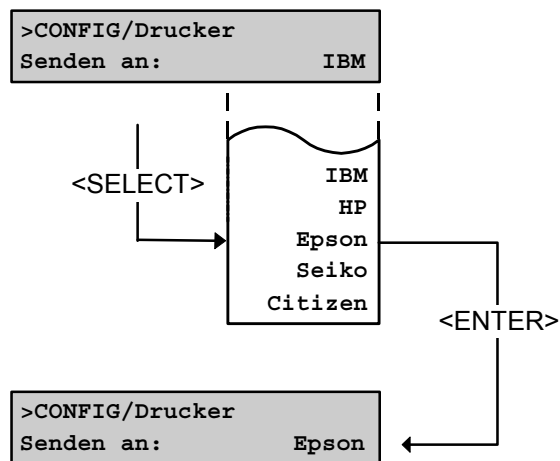 >CONFIG/Drucker
Senden an: IBM
<SELECT>
IBM
HP
Epson
Seiko
Citizen
<ENTER>
>CONFIG/Drucker
Senden an: Epson